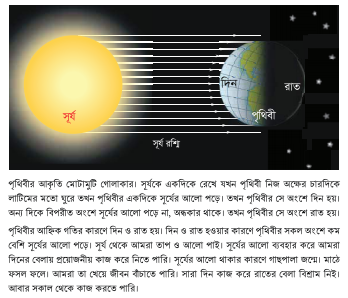 সূর্য
দিন
রাত
পৃথিবী
সূর্য রশ্মি
পৃথিবীর আকৃতি মোটামুটি গোলাকার। সূর্যকে একদিকে রেখে যখন পৃথিবী নিজ অক্ষের চারদিকে
লাটিমের মতো ঘুরে তখন পৃথিবীর একদিকে সূর্যের আলো পড়ে। তখন পৃথিবীর সে অংশে দিন হয়।
অন্য দিকে বিপরীত অংশে সূর্যের আলো পড়ে না, অন্ধকার থাকে। তখন পৃথিবীর সে অংশে রাত হয়।
পৃথিবীর আহ্নিক গতির কারণে দিন ও রাত হয়। দিন ও রাত হওয়ার কারণে পৃথিবীর সকল অংশে কম
বেশি সূর্যের আলো পড়ে। সূর্য থেকে আমরা তাপ ও আলো পাই। সূর্যের আলো ব্যবহার করে আমরা
দিনের বেলায় প্রয়োজনীয় কাজ করে নিতে পারি। সূর্যের আলো থাকার কারণে গাছপালা জন্মে। মাঠে
ফসল ফলে। আমরা তা খেয়ে জীবন বাঁচাতে পারি। সারা দিন কাজ করে রাতের বেলা বিশ্রাম নিই।
আবার সকাল থেকে কাজ করতে পারি।